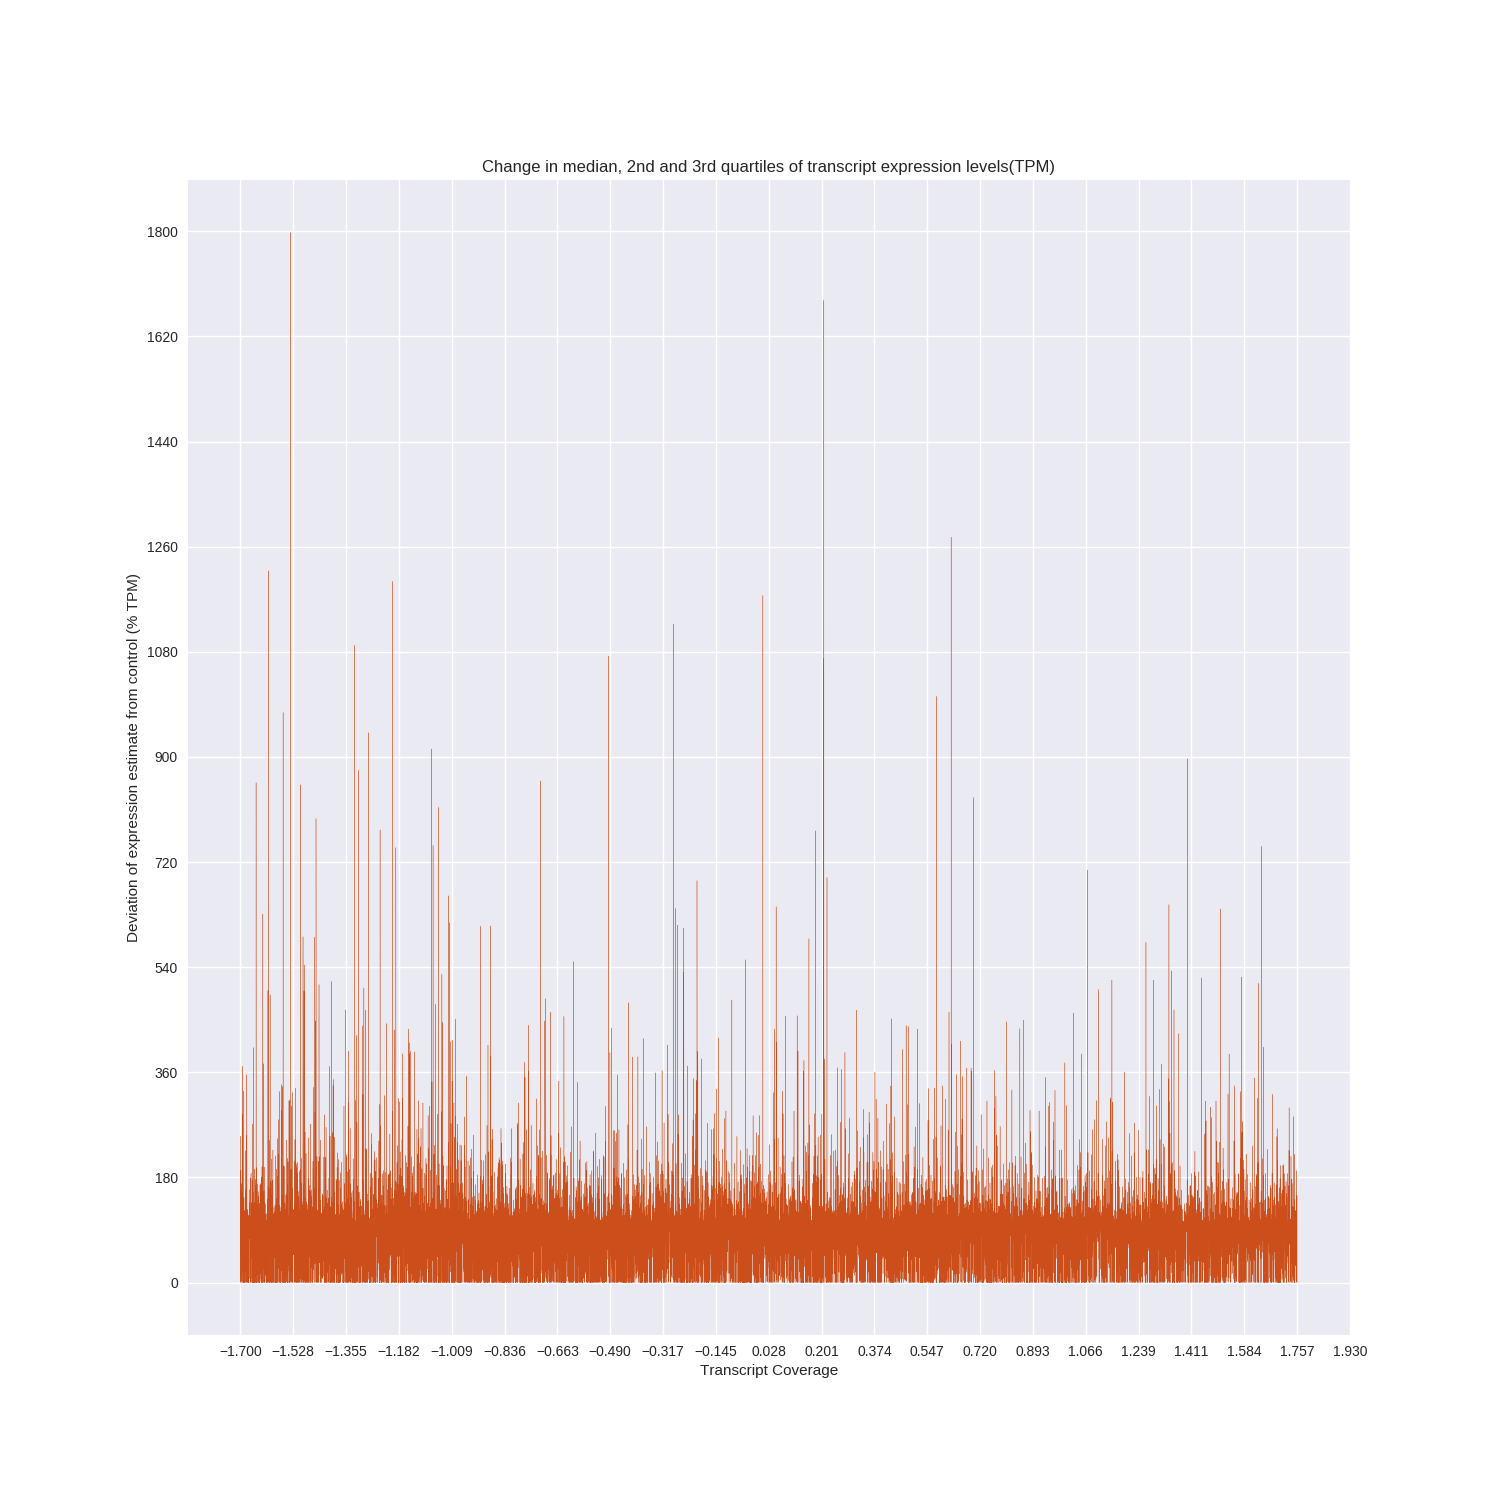 Change in median, 2nd and 3rd quartiles of transcript expression levels(TPM)
1800
1620
1440
1260
1080
900
720
540
360
180
0
Deviation of expression estimate from control (% TPM)
−1.700 −1.528 −1.355 −1.182 −1.009 −0.836 −0.663 −0.490 −0.317 −0.145 0.028 0.201 0.374 0.547 0.720 0.893 1.066 1.239 1.411 1.584 1.757 1.930
Transcript Coverage